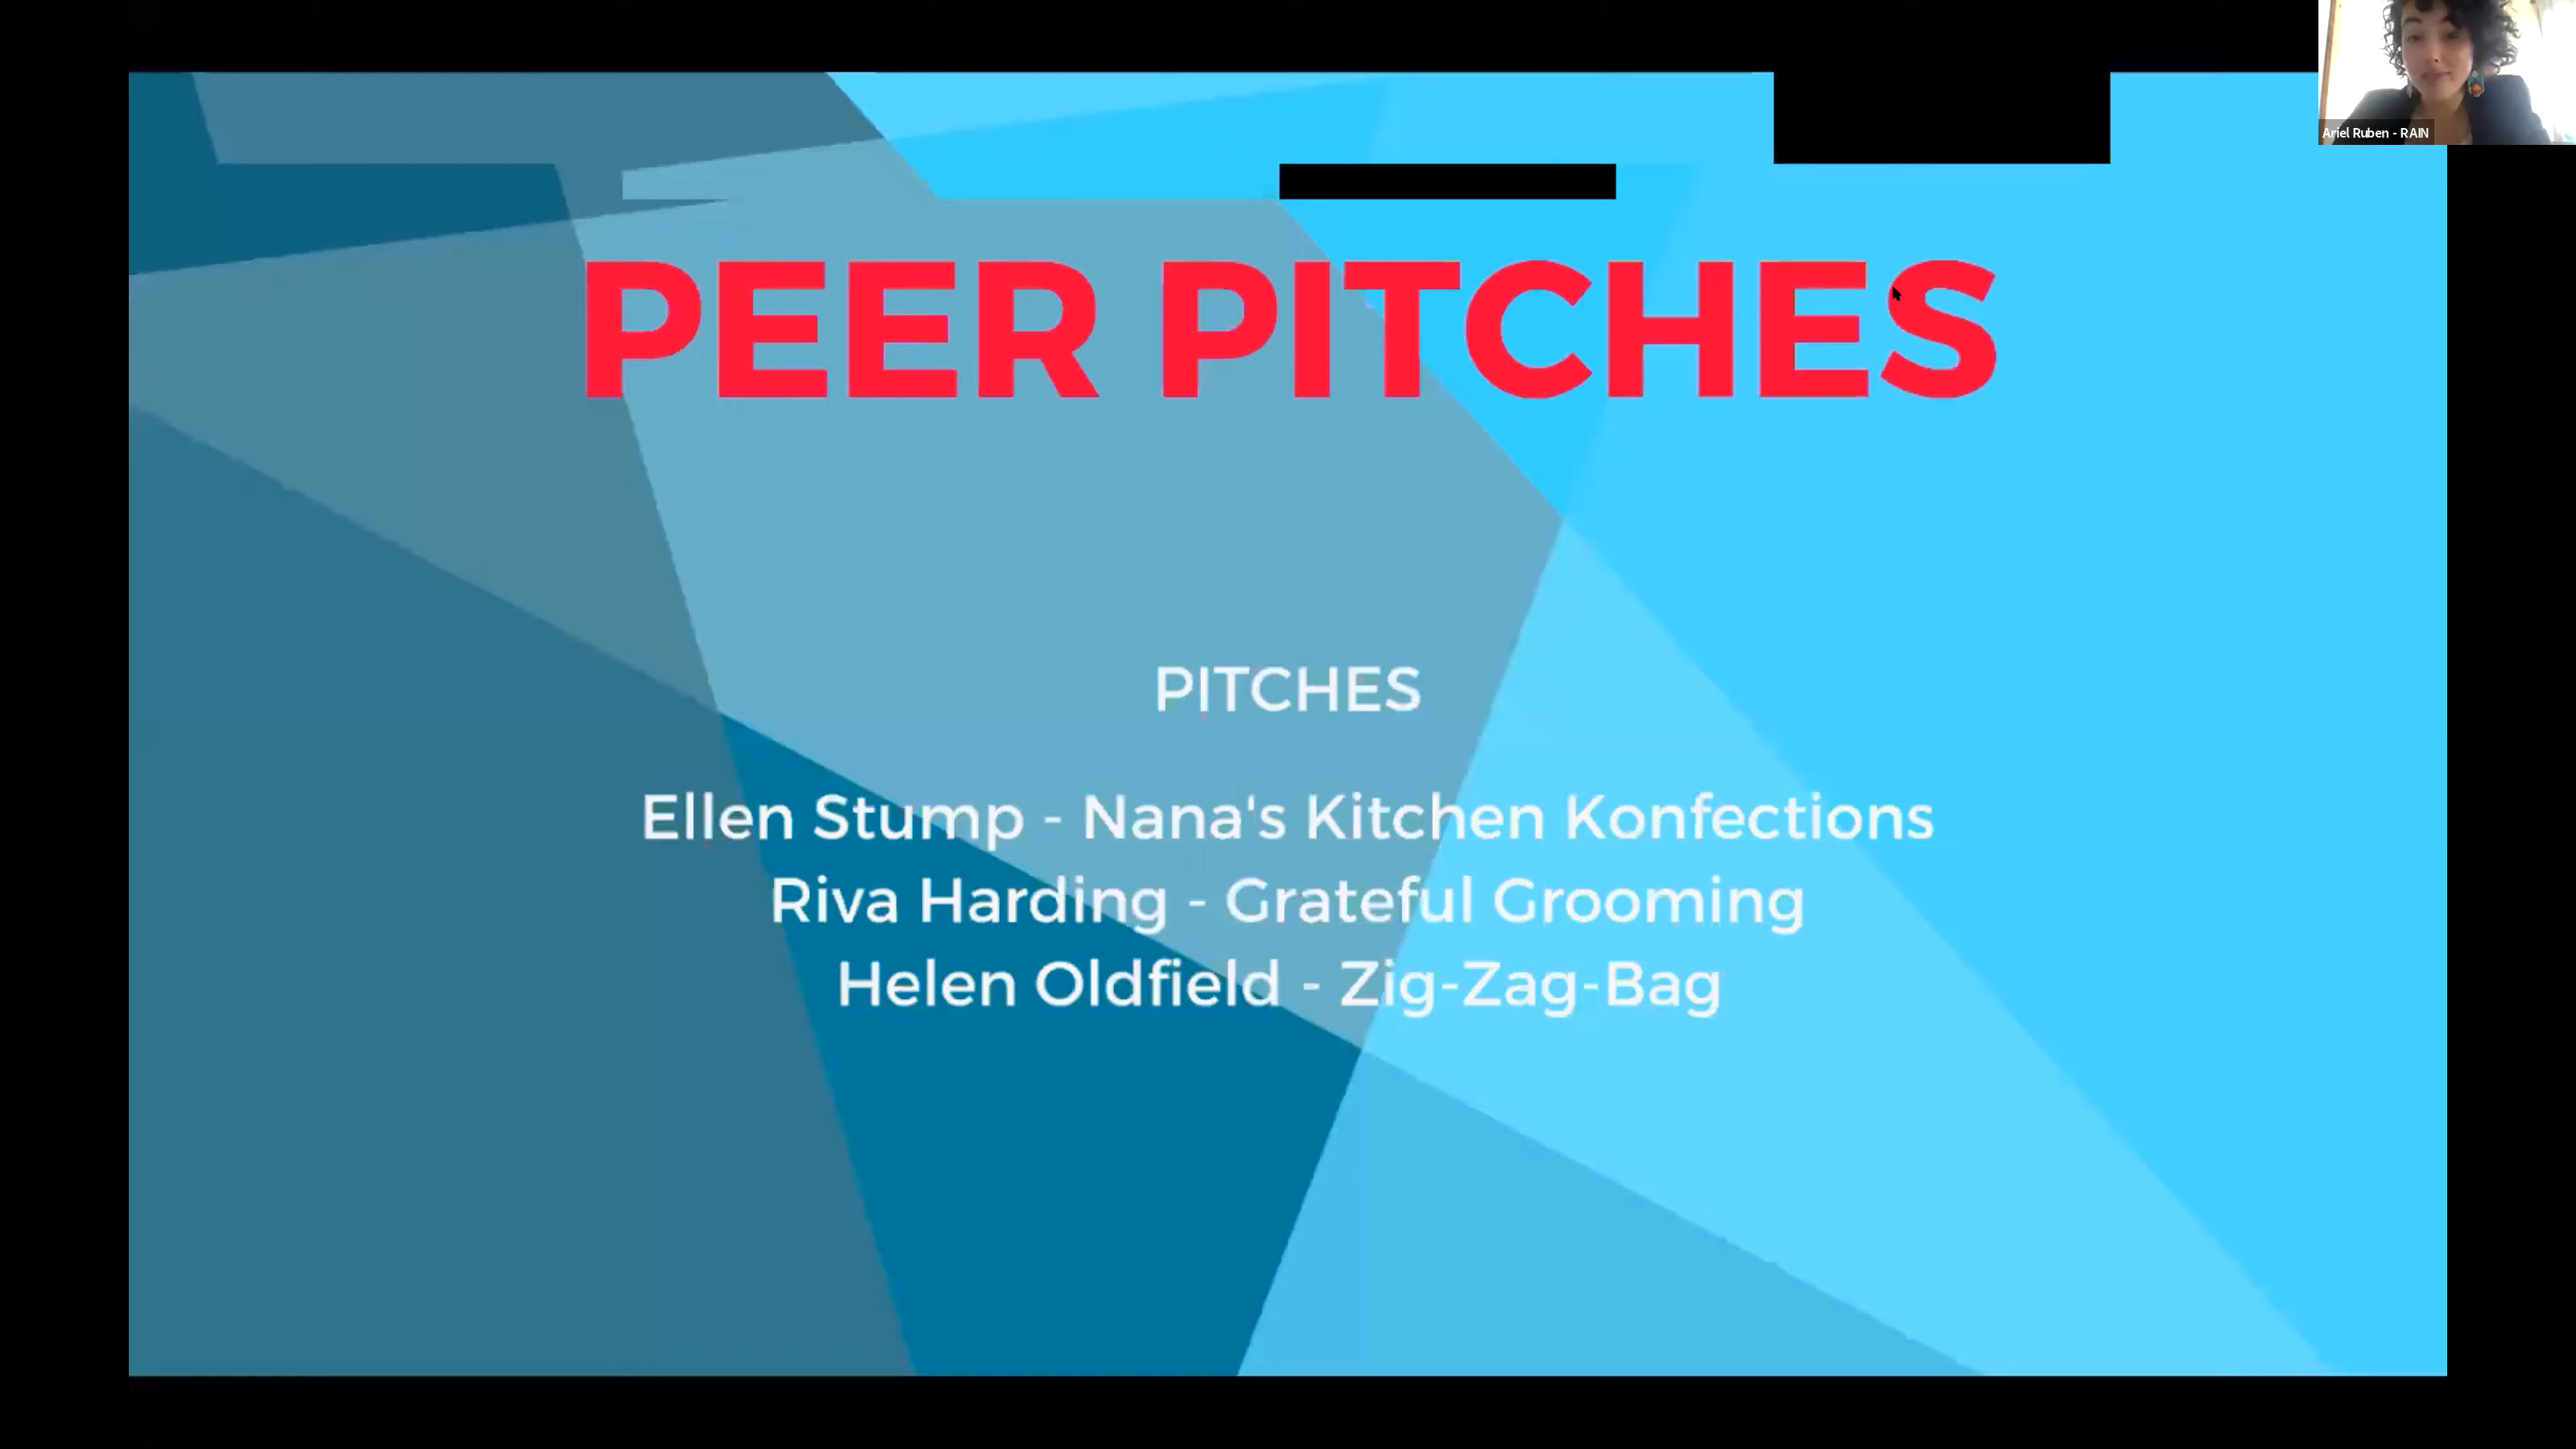 Ariel Ruben - RAIN
PEER PITCHES
PITCHES
Ellen Stump - Nana's Kitchen Konfections
Riva Harding - Grateful Grooming
Helen Oldfield - Zig-Zag-Bag